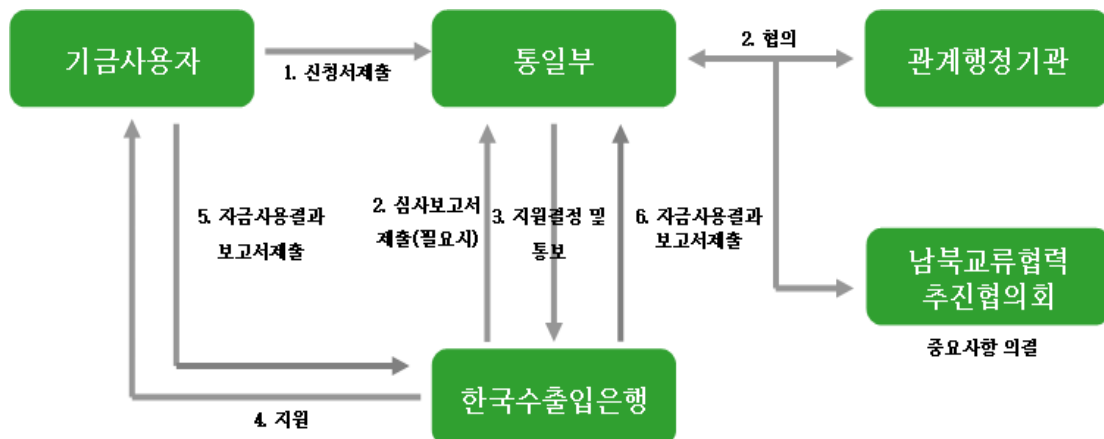 기금사용자
1. 신청서제출
통일부
2. 협의
관계행정기관
5. 자금사용결과
보고서제출
2. 심사보고서
제출(필요시)
3. 지원결정 및
통보
6. 자금사용결과
보고서제출
남북교류협력
추진협의회
중요사항 의결
한국수출입은행
4. 지원